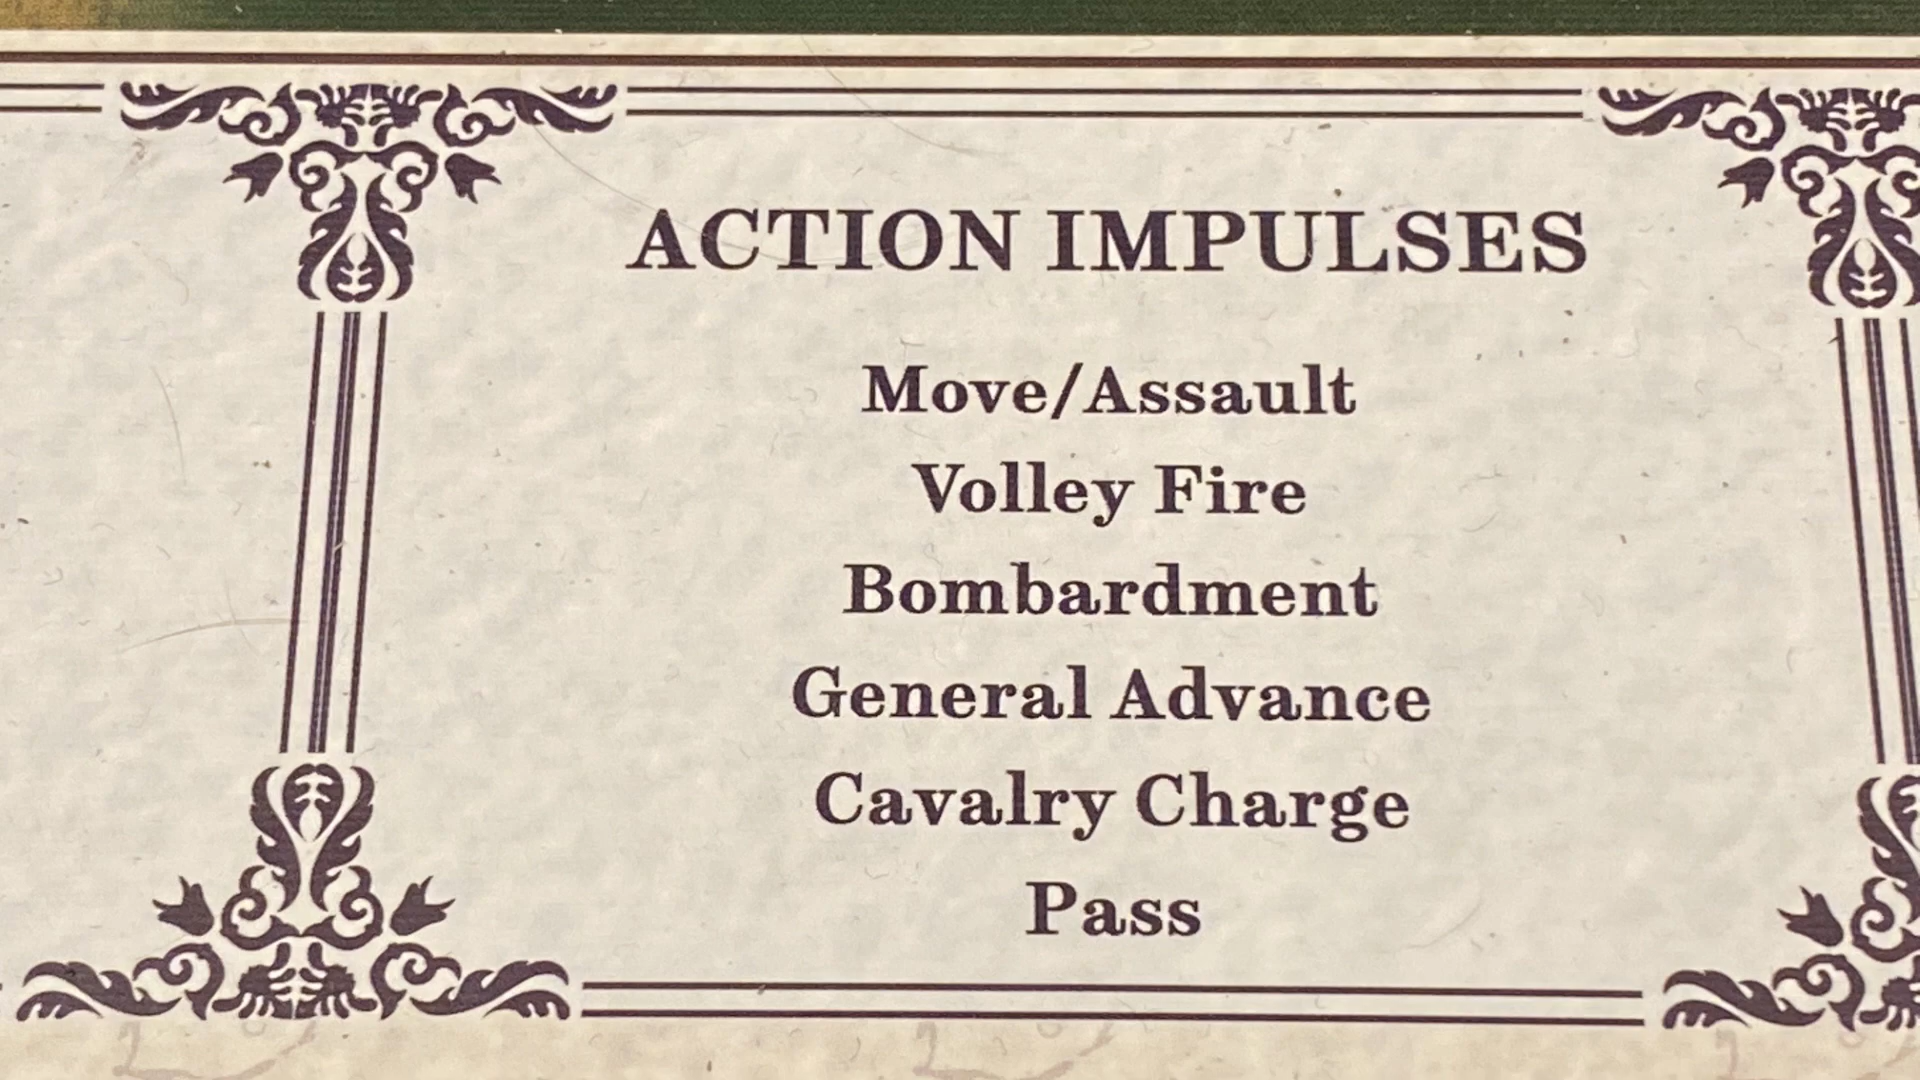 ACTION IMPULSES
Move/Assault
Volley Fire
Bombardment
General Advance
Cavalry Charge
Pass